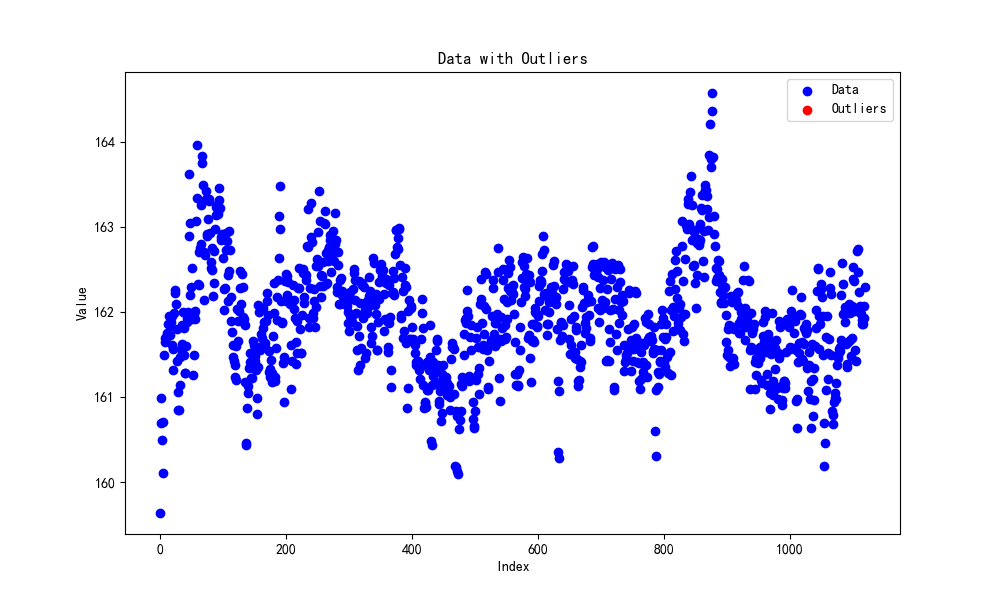 Data with Outliers
Data
Outliers
164
163
162
161
160
Value
0 200 400 600 800 1000
Index